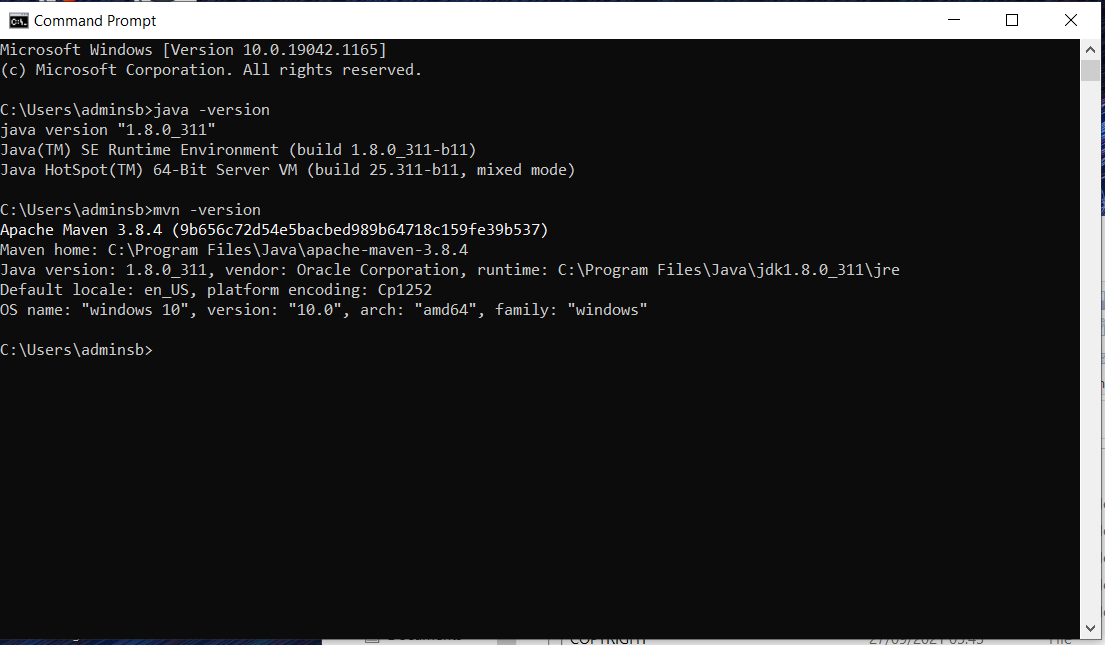 Command Prompt
Microsoft Windows [Version 10.0.19042.1165]
(c) Microsoft Corporation. All rights reserved.
C:\Users\adminsb>java -version
java version "1.8.0_311"
Java(TM) SE Runtime Environment (build 1.8.0_311-b11)
Java HotSpot(TM) 64-Bit Server VM (build 25.311-b11, mixed mode)
C:\Users\adminsb>mvn -version
Apache Maven 3.8.4 (9b656c72d54e5bacbed989b64718c159fe39b537)
Maven home: C:\Program Files\Java\apache-maven-3.8.4
Java version: 1.8.0_311, vendor: Oracle Corporation, runtime: C:\Program Files\Java\jdk1.8.0_311\jre
Default locale: en_US, platform encoding: Cp1252
OS name: "windows 10", version: "10.0", arch: "amd64", family: "windows"
C:\Users\adminsb>
COPYRIGHT